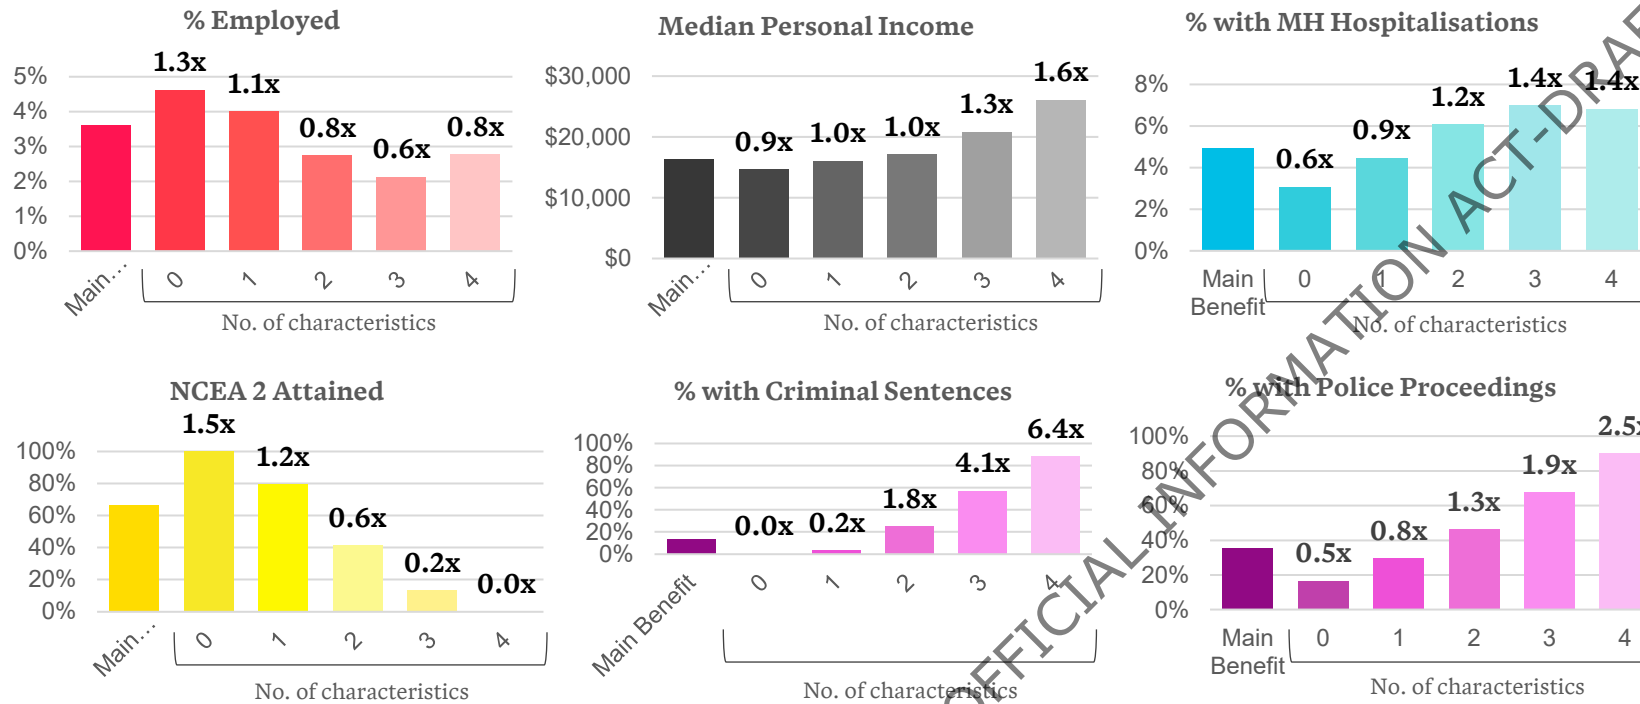 % Employed
5%
4%
3%
2%
1%
0%
1.3x
1.1x
0.8x
0.6x
0.8x
Main...
0
1
2
3
4
No. of characteristics
Median Personal Income
$30,000
$20,000
$10,000
$0
0.9x
1.0x
1.0x
1.3x
1.6x
Main...
0
1
2
3
4
No. of characteristics
% with MH Hospitalisations
8%
6%
4%
2%
0%
0.6x
0.9x
1.2x
1.4x
1.4x
Main
Benefit
0
1
2
3
4
No. of characteristics
NCEA 2 Attained
100%
80%
60%
40%
20%
0%
1.5x
1.2x
0.6x
0.2x
0.0x
Main...
0
1
2
3
4
No. of characteristics
% with Criminal Sentences
100%
80%
60%
40%
20%
0%
0.0x
0.2x
1.8x
4.1x
6.4x
Main Benefit
0
1
2
3
4
No. of characteristics
% with Police Proceedings
100%
80%
60%
40%
20%
0%
0.5x
0.8x
1.3x
1.9x
2.5x
Main
Benefit
0
1
2
3
4
No. of characteristics
OFFICIAL INFORMATION ACT-DRAF